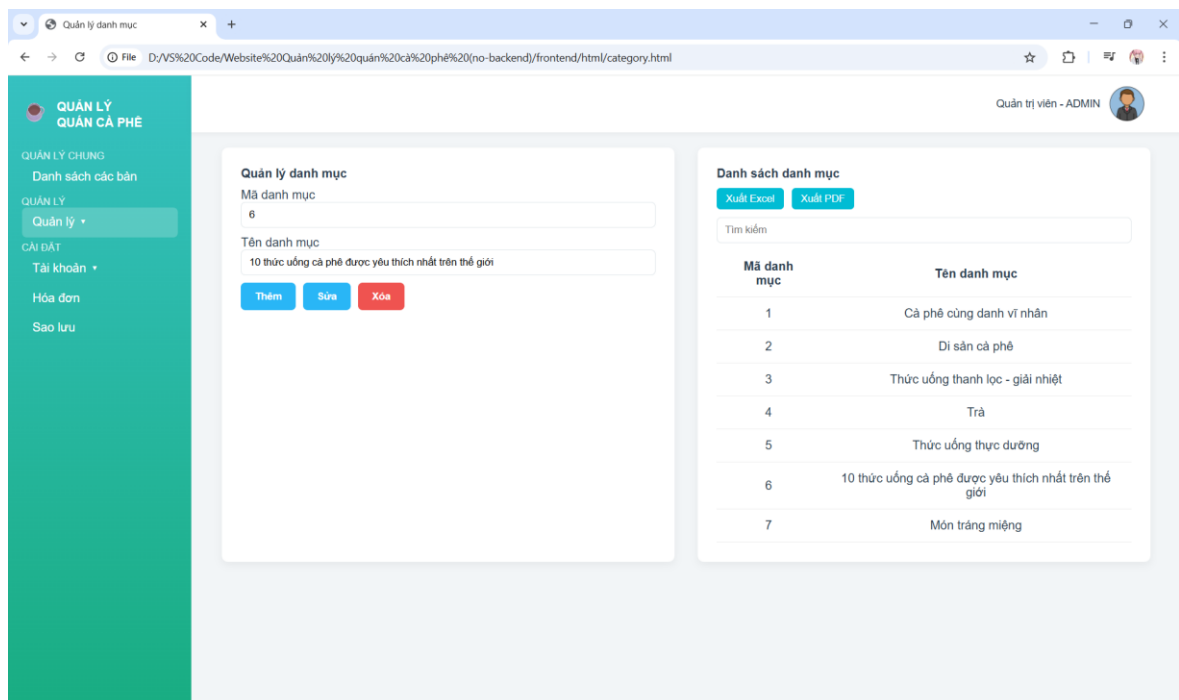 Quản lý danh mục
File D:/VS%20Code/Website%20Quản%20lý%20quán%20cà%20phê%20(no-backend)/frontend/html/category.html
QUẢN LÝ
QUÁN CÀ PHÊ
Quản trị viên - ADMIN
QUẢN LÝ CHUNG
Danh sách các bàn
QUẢN LÝ
Quản lý
CÀI ĐẶT
Tài khoản
Hóa đơn
Sao lưu
Quản lý danh mục
Mã danh mục
6
Tên danh mục
10 thức uống cà phê được yêu thích nhất trên thế giới
Thêm Sửa Xóa
Danh sách danh mục
Xuất Excel Xuất PDF
Tìm kiếm
Mã danh mục Tên danh mục
1 Cà phê cùng danh vĩ nhân
2 Di sản cà phê
3 Thức uống thanh lọc - giải nhiệt
4 Trà
5 Thức uống thực dưỡng
6 10 thức uống cà phê được yêu thích nhất trên thế
giới
7 Món tráng miệng